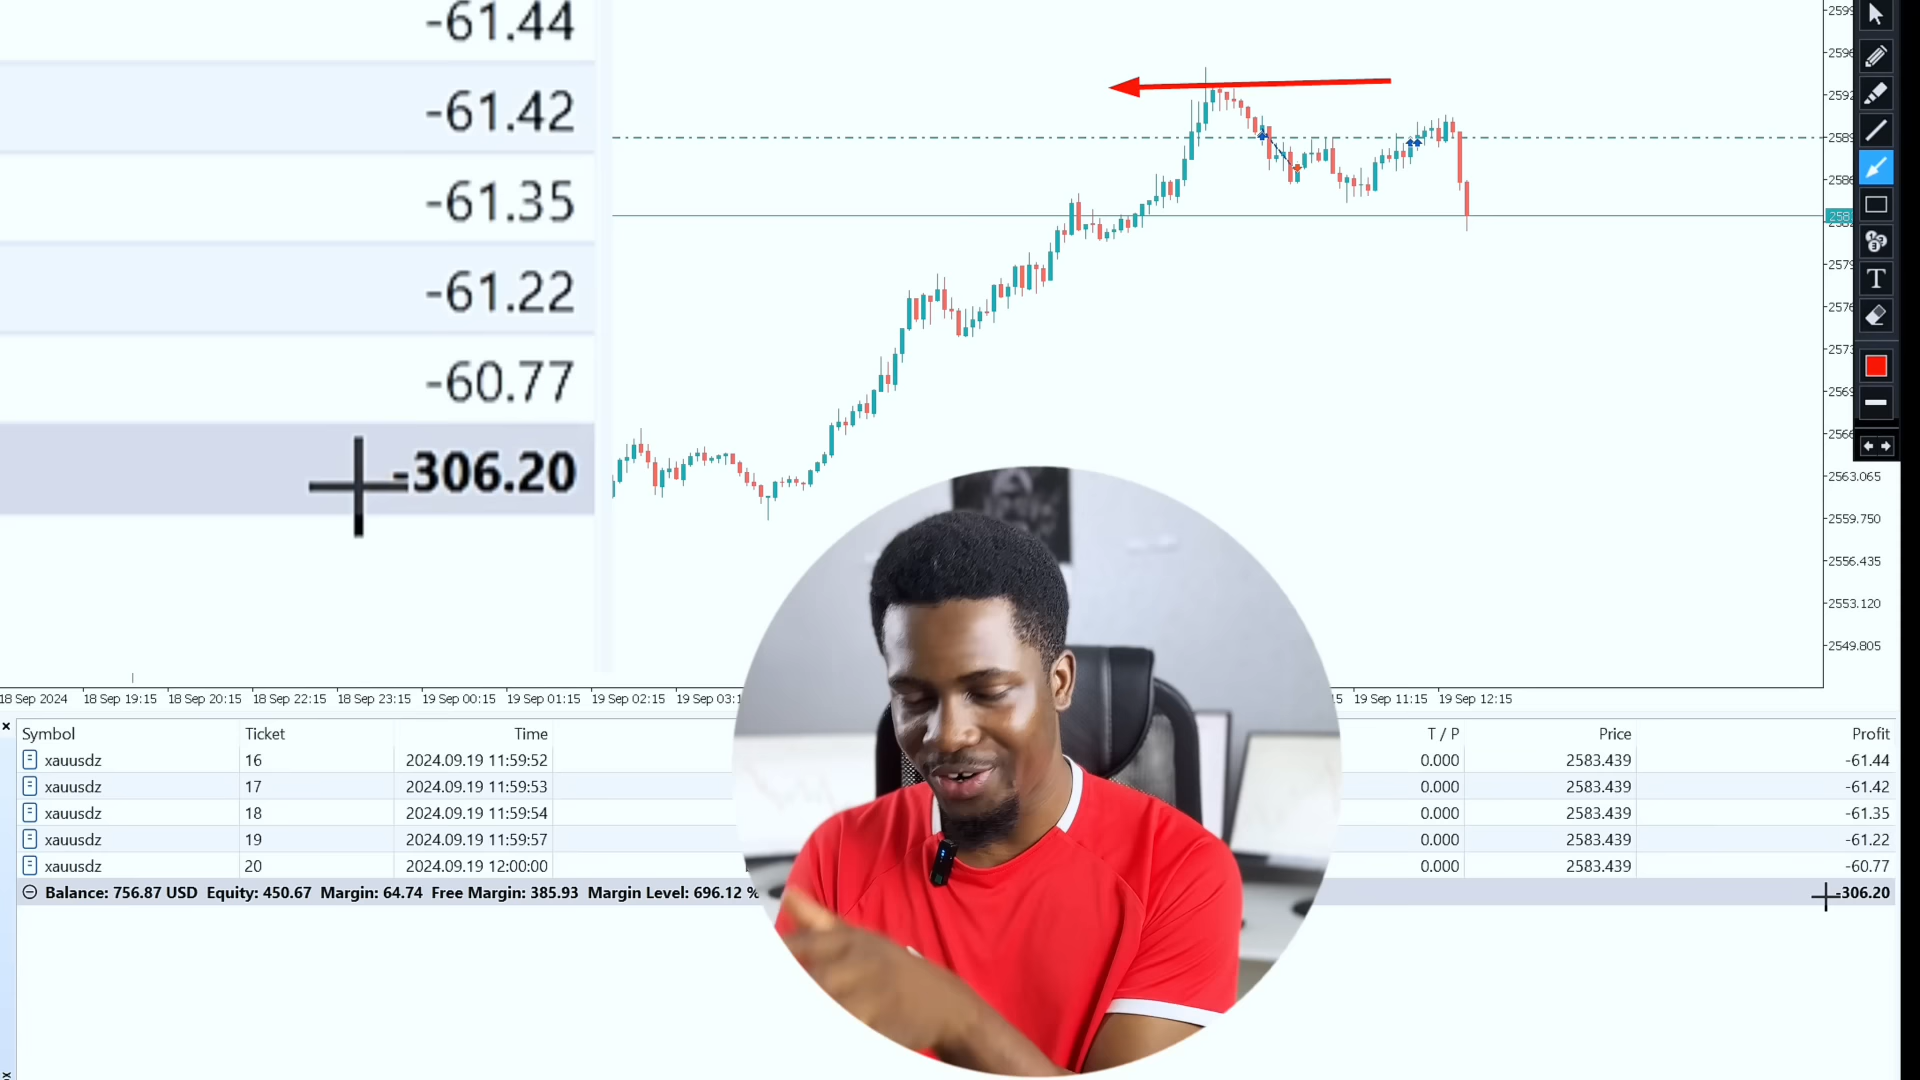 -61.44
-61.42
-61.35
-61.22
-60.77
-306.20
2563.065
2559.750
2556.435
2553.120
2549.805
18 Sep 2024 18 Sep 19:15 18 Sep 20:15 18 Sep 22:15 18 Sep 23:15 19 Sep 00:15 19 Sep 01:15 19 Sep 02:15 19 Sep 11:15 19 Sep 12:15
Symbol Ticket Time T / P Price Profit
xauusdz 16 2024.09.19 11:59:52 0.000 2583.439 -61.44
xauusdz 17 2024.09.19 11:59:53 0.000 2583.439 -61.42
xauusdz 18 2024.09.19 11:59:54 0.000 2583.439 -61.35
xauusdz 19 2024.09.19 11:59:57 0.000 2583.439 -61.22
xauusdz 20 2024.09.19 12:00:00 0.000 2583.439 -60.77
Balance: 756.87 USD Equity: 450.67 Margin: 64.74 Free Margin: 385.93 Margin Level: 696.12 % -306.20